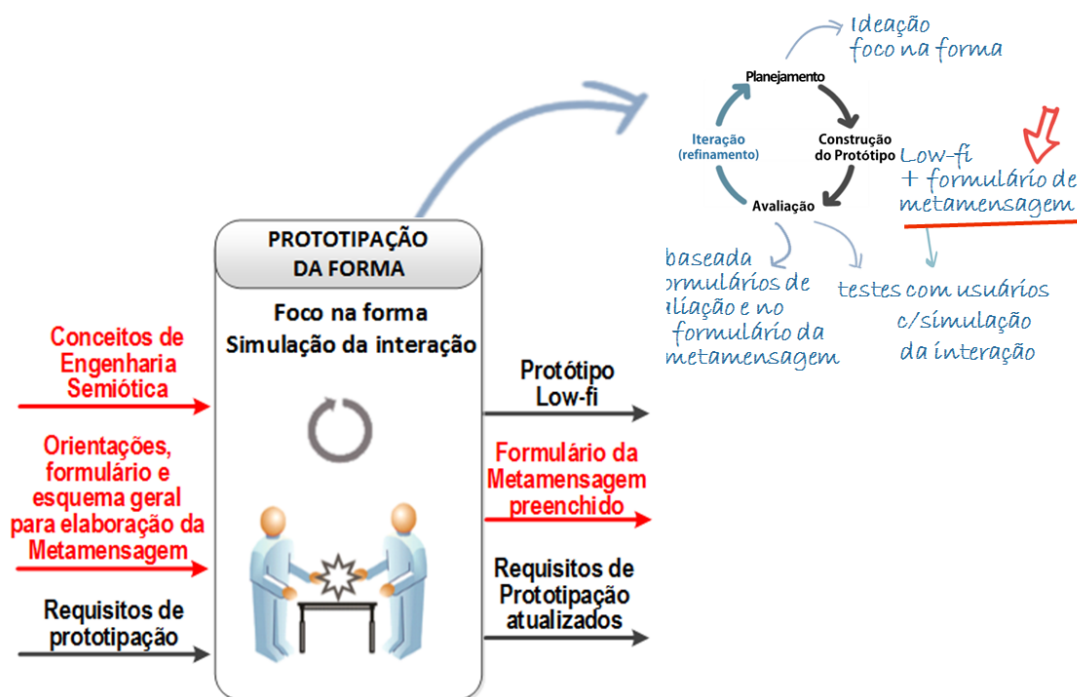 Ideação
foco na forma
Planejamento
Iteração
(refinamento)
Construção
do Protótipo
Low-fi
+ formulário de
metamensagem
Avaliação
baseada
ormulários de
aliação e no
formulário da
metamensagem
testes com usuários
c/simulação
da interação
PROTOTIPAÇÃO
DA FORMA
Foco na forma
Simulação da interação
Conceitos de
Engenharia
Semiótica
Orientações,
formulário e
esquema geral
para elaboração da
Metamensagem
Requisitos de
prototipação
Protótipo
Low-fi
Formulário da
Metamensagem
preenchido
Requisitos de
Prototipação
atualizados